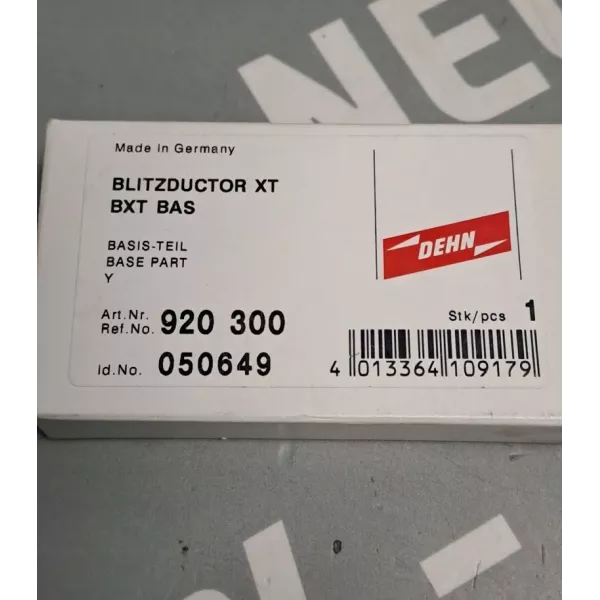 NEU
Made in Germany
BLITZDUCTOR XT
BXT BAS
BASIS-TEIL
BASE PART
Y
DEHN
Art.Nr.
Ref.No. 920 300
Stk/pcs 1
Id.No. 050649
4 013364 109179